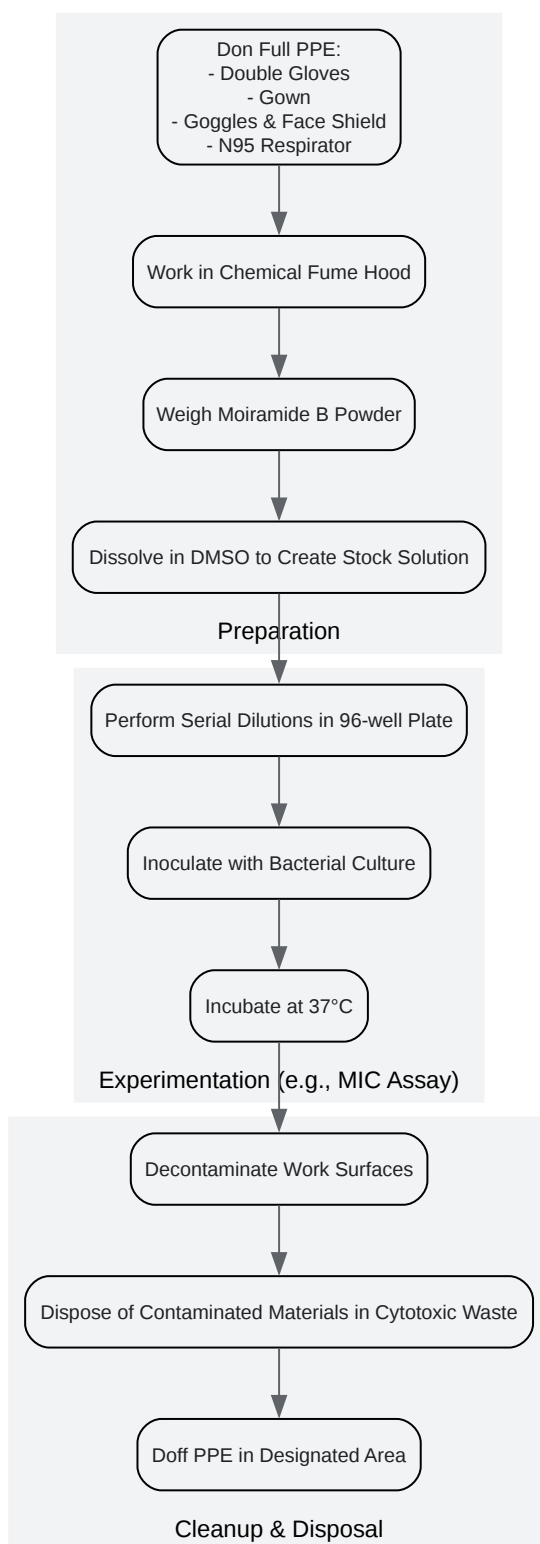 Don Full PPE:
- Double Gloves
- Gown
- Goggles & Face Shield
- N95 Respirator
Work in Chemical Fume Hood
Weigh Moiramide B Powder
Dissolve in DMSO to Create Stock Solution
Preparation
Perform Serial Dilutions in 96-well Plate
Inoculate with Bacterial Culture
Incubate at 37°C
Experimentation (e.g., MIC Assay)
Decontaminate Work Surfaces
Dispose of Contaminated Materials in Cytotoxic Waste
Doff PPE in Designated Area
Cleanup & Disposal